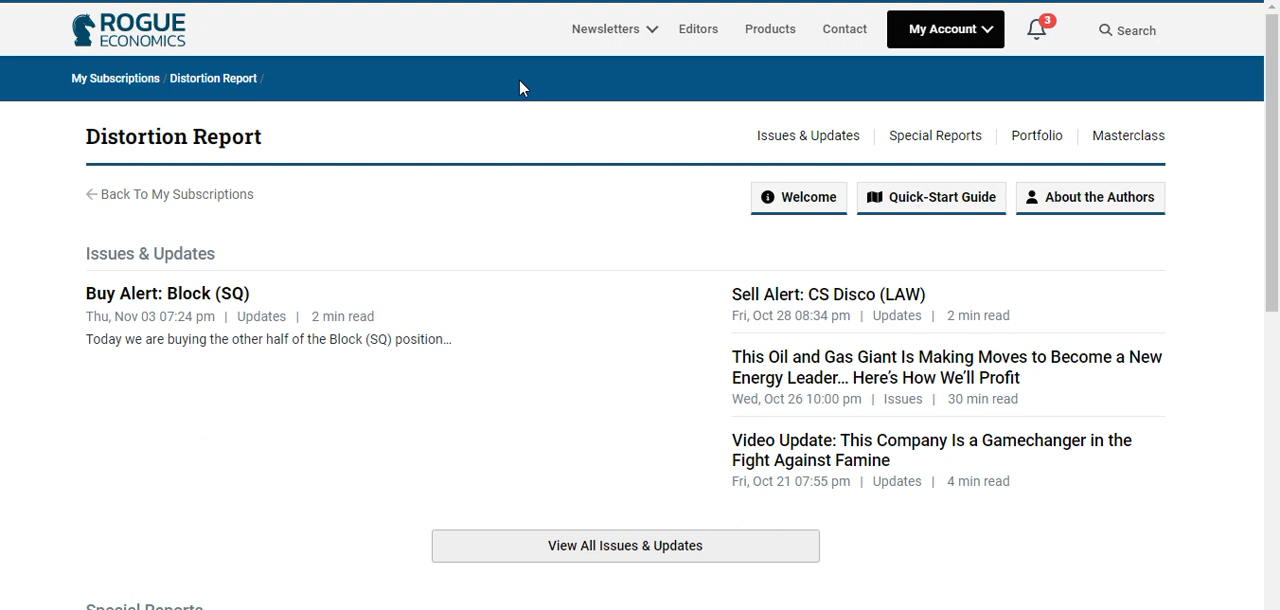 ROGUE
ECONOMICS
Newsletters
Editors
Products
Contact
My Account
3
Search
My Subscriptions / Distortion Report /
Distortion Report
Issues & Updates
Special Reports
Portfolio
Masterclass
Back To My Subscriptions
Welcome
Quick-Start Guide
About the Authors
Issues & Updates
Buy Alert: Block (SQ)
Thu, Nov 03 07:24 pm | Updates | 2 min read
Today we are buying the other half of the Block (SQ) position…
Sell Alert: CS Disco (LAW)
Fri, Oct 28 08:34 pm | Updates | 2 min read
This Oil and Gas Giant Is Making Moves to Become a New
Energy Leader… Here’s How We’ll Profit
Wed, Oct 26 10:00 pm | Issues | 30 min read
Video Update: This Company Is a Gamechanger in the
Fight Against Famine
Fri, Oct 21 07:55 pm | Updates | 4 min read
View All Issues & Updates
Special Reports